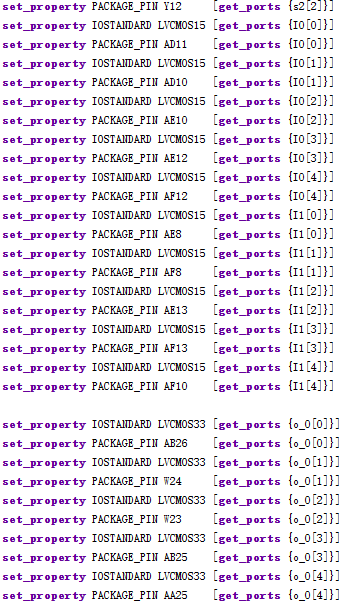 set_property PACKAGE_PIN Y12 [get_ports {s2[2]}]
set_property IOSTANDARD LVCMOS15 [get_ports {I0[0]}]
set_property PACKAGE_PIN AD11 [get_ports {I0[0]}]
set_property IOSTANDARD LVCMOS15 [get_ports {I0[1]}]
set_property PACKAGE_PIN AD10 [get_ports {I0[1]}]
set_property IOSTANDARD LVCMOS15 [get_ports {I0[2]}]
set_property PACKAGE_PIN AE10 [get_ports {I0[2]}]
set_property IOSTANDARD LVCMOS15 [get_ports {I0[3]}]
set_property PACKAGE_PIN AE12 [get_ports {I0[3]}]
set_property IOSTANDARD LVCMOS15 [get_ports {I0[4]}]
set_property PACKAGE_PIN AF12 [get_ports {I0[4]}]
set_property IOSTANDARD LVCMOS15 [get_ports {I1[0]}]
set_property PACKAGE_PIN AE8 [get_ports {I1[0]}]
set_property IOSTANDARD LVCMOS15 [get_ports {I1[1]}]
set_property PACKAGE_PIN AF8 [get_ports {I1[1]}]
set_property IOSTANDARD LVCMOS15 [get_ports {I1[2]}]
set_property PACKAGE_PIN AE13 [get_ports {I1[2]}]
set_property IOSTANDARD LVCMOS15 [get_ports {I1[3]}]
set_property PACKAGE_PIN AF13 [get_ports {I1[3]}]
set_property IOSTANDARD LVCMOS15 [get_ports {I1[4]}]
set_property PACKAGE_PIN AF10 [get_ports {I1[4]}]
set_property IOSTANDARD LVCMOS33 [get_ports {o_0[0]}]
set_property PACKAGE_PIN AB26 [get_ports {o_0[0]}]
set_property IOSTANDARD LVCMOS33 [get_ports {o_0[1]}]
set_property PACKAGE_PIN W24 [get_ports {o_0[1]}]
set_property IOSTANDARD LVCMOS33 [get_ports {o_0[2]}]
set_property PACKAGE_PIN W23 [get_ports {o_0[2]}]
set_property IOSTANDARD LVCMOS33 [get_ports {o_0[3]}]
set_property PACKAGE_PIN AB25 [get_ports {o_0[3]}]
set_property IOSTANDARD LVCMOS33 [get_ports {o_0[4]}]
set_property PACKAGE_PIN AA25 [get_ports {o_0[4]}]